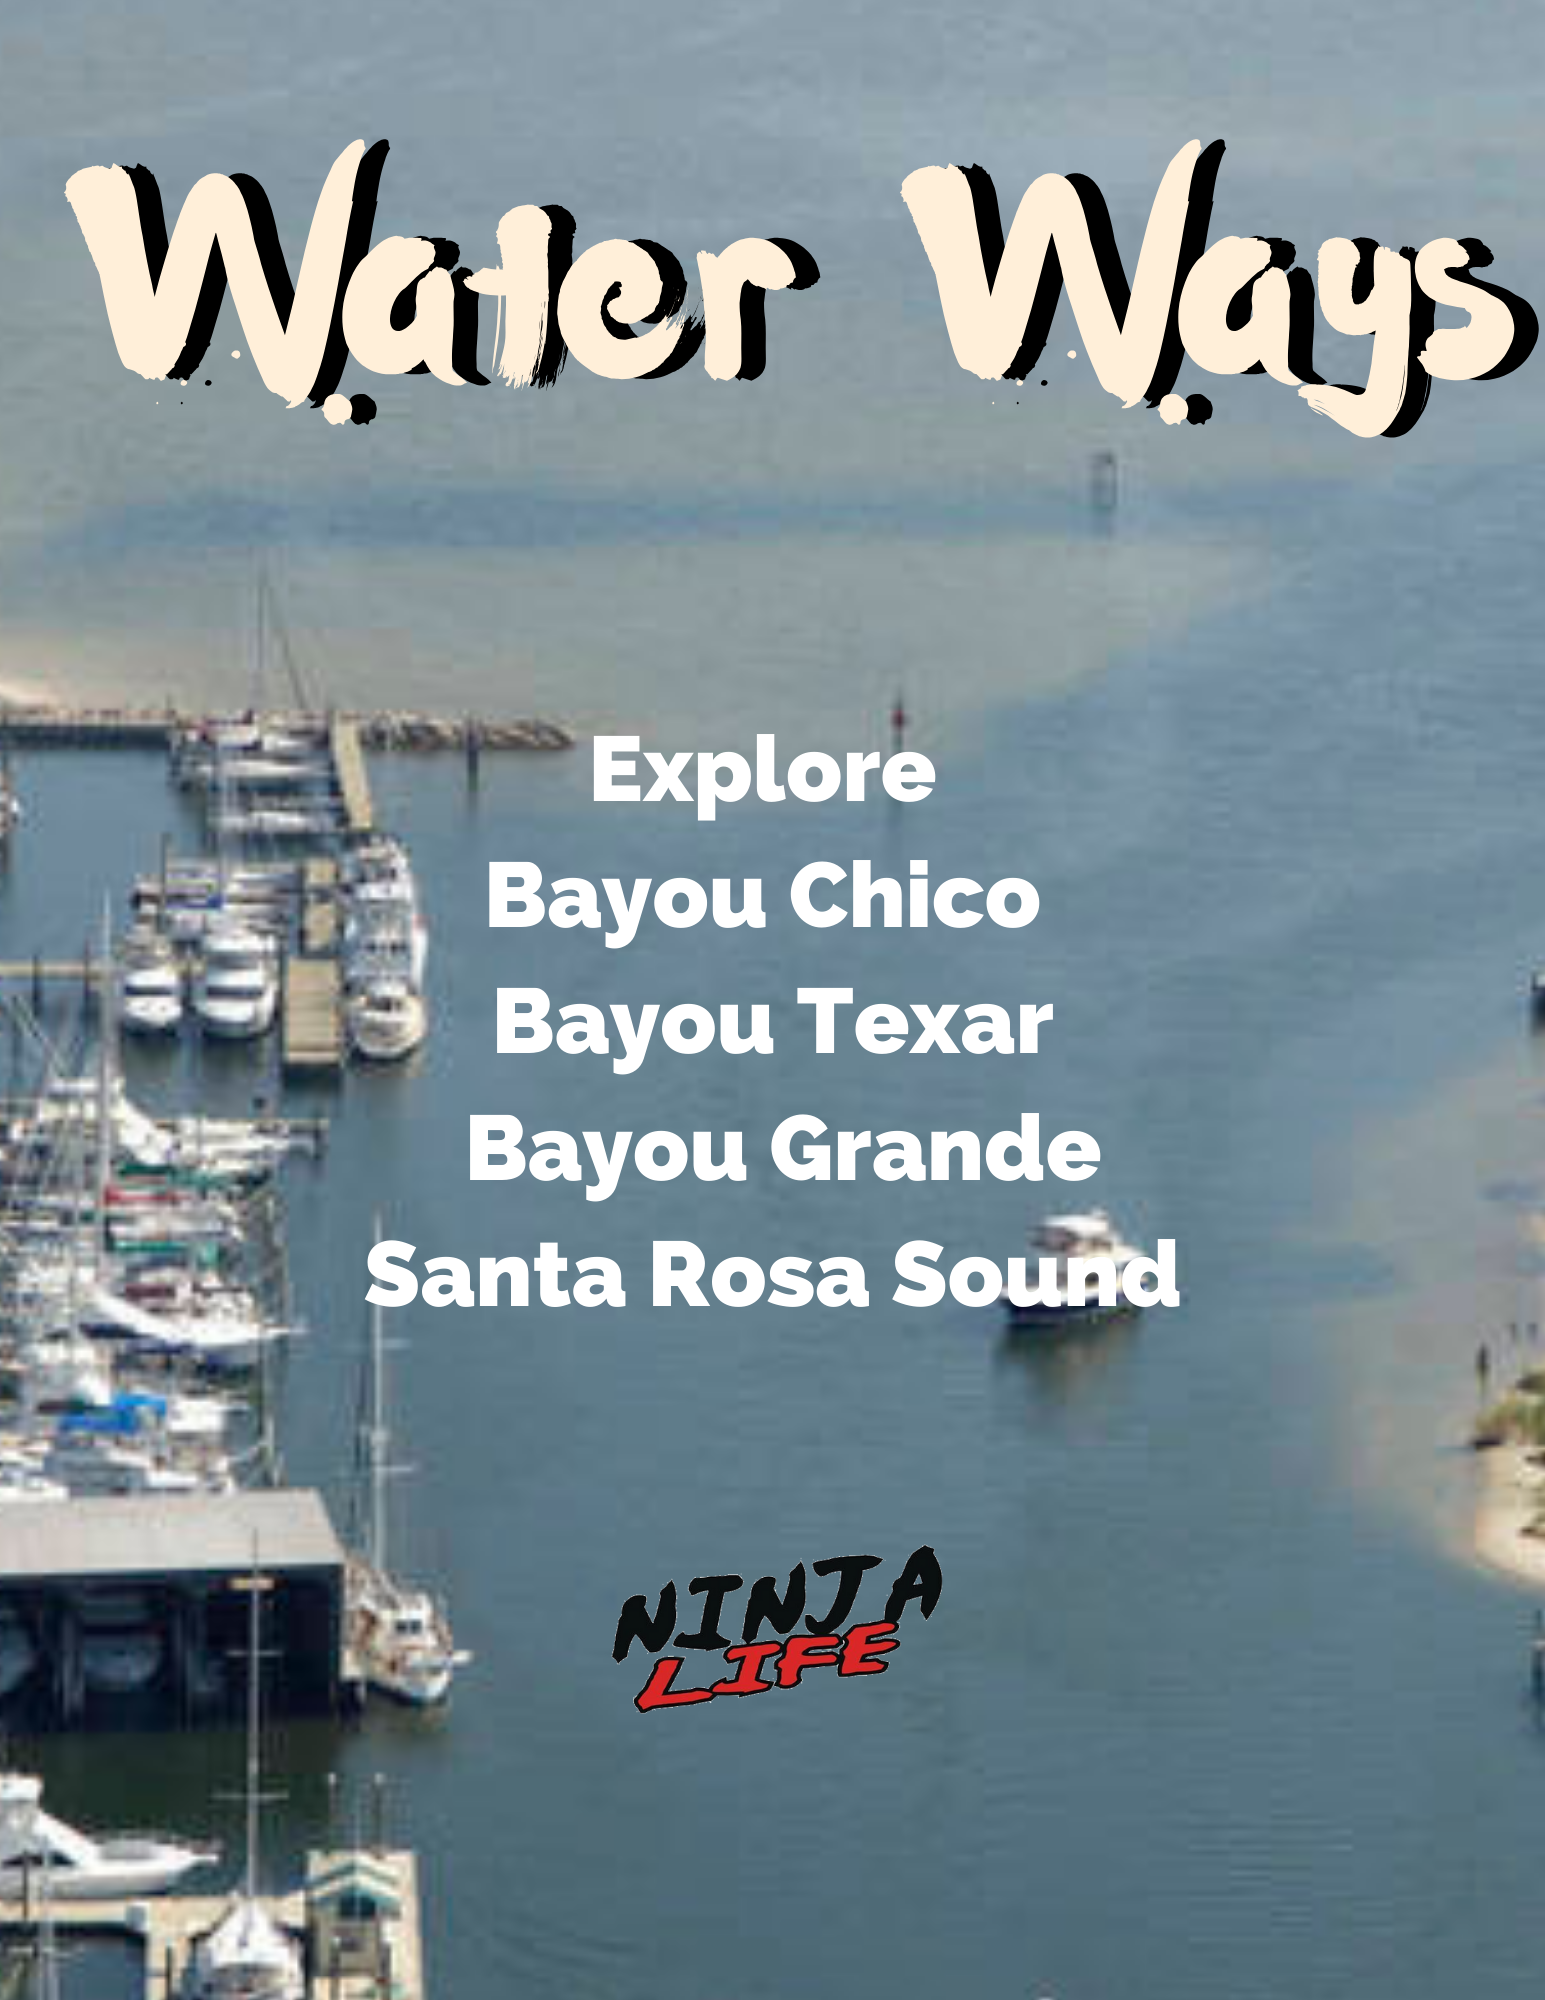 Water Ways
Explore
Bayou Chico
Bayou Texar
Bayou Grande
Santa Rosa Sound
NINJA
LIFE